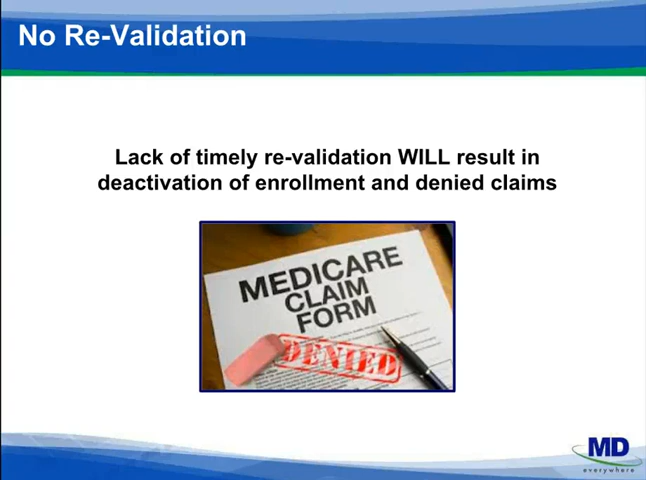 No Re-Validation
Lack of timely re-validation WILL result in
deactivation of enrollment and denied claims
MEDICARE
CLAIM
FORM
DENIED
MD
everywhere